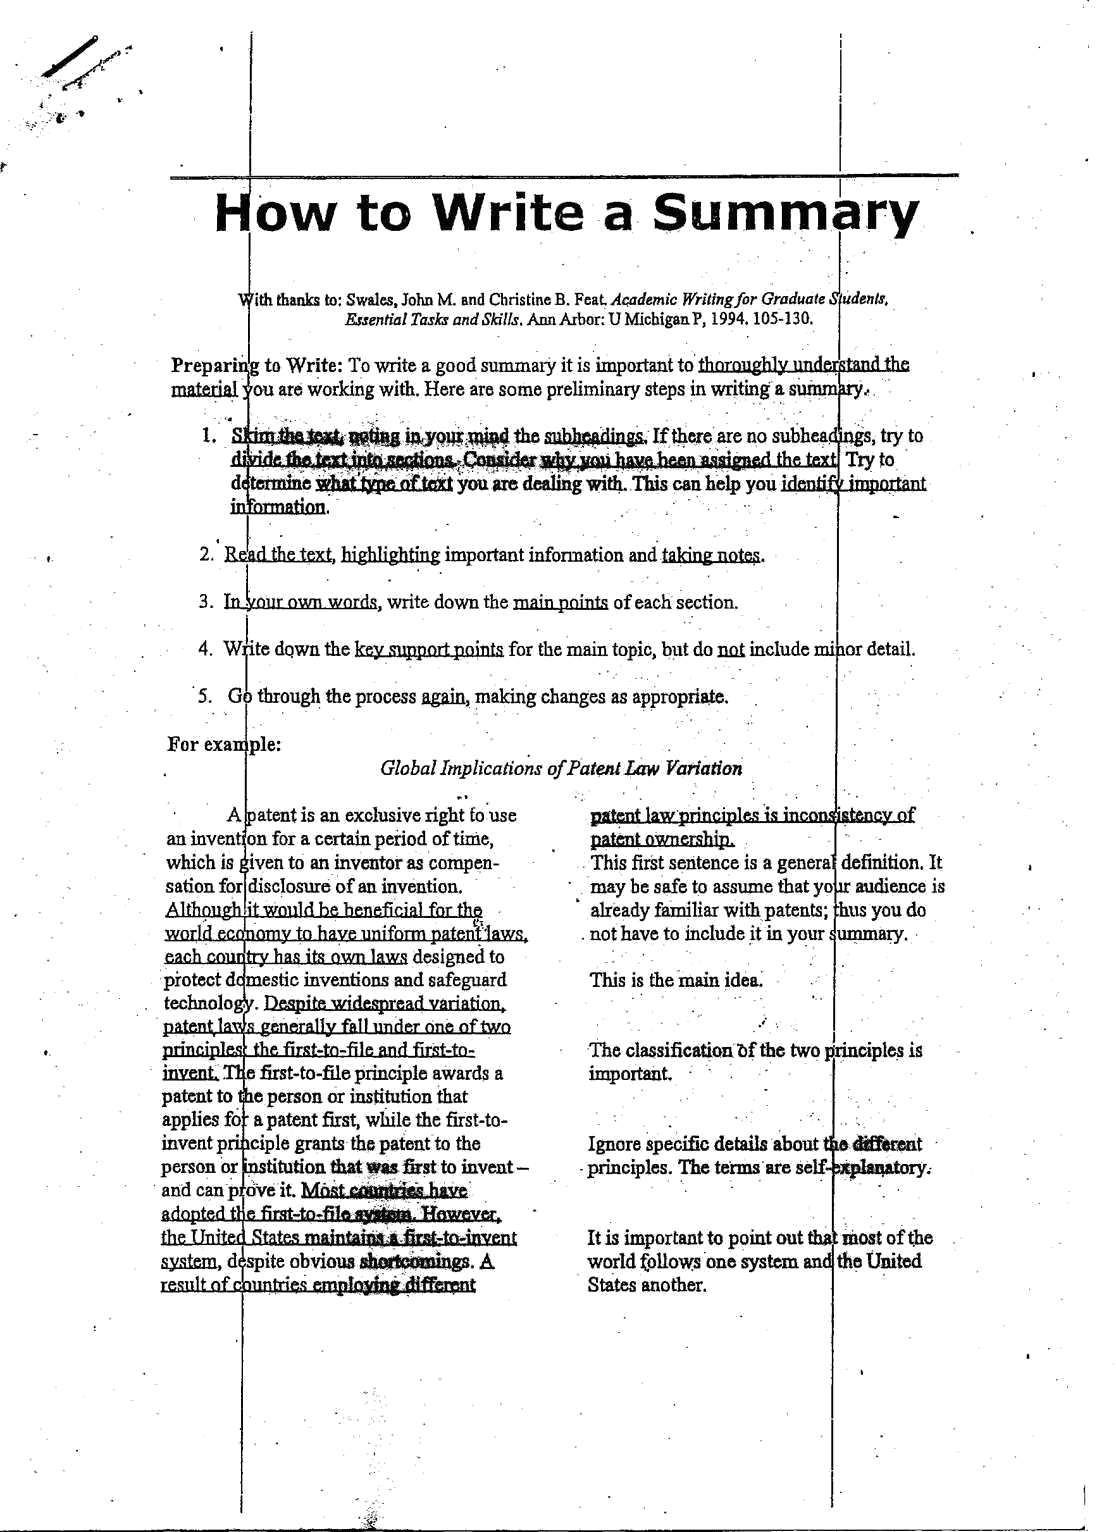 How to Write a Summary
With thanks to: Swales, John M. and Christine B. Feat. Academic Writing for Graduate Students,
Essential Tasks and Skills. Ann Arbor: U Michigan P, 1994. 105-130.
Preparing to Write: To write a good summary it is important to thoroughly understand the
material you are working with. Here are some preliminary steps in writing a summary.
1. Skim the text, noting in your mind the subheadings. If there are no subheadings, try to
divide the text into sections. Consider why you have been assigned the text. Try to
determine what type of text you are dealing with. This can help you identify important
information.
2. Read the text, highlighting important information and taking notes.
3. In your own words, write down the main points of each section.
4. Write down the key support points for the main topic, but do not include minor detail.
5. Go through the process again, making changes as appropriate.
For example:
Global Implications of Patent Law Variation
A patent is an exclusive right to use
an invention for a certain period of time,
which is given to an inventor as compen-
sation for disclosure of an invention.
Although it would be beneficial for the
world economy to have uniform patent laws,
each country has its own laws designed to
protect domestic inventions and safeguard
technology. Despite widespread variation,
patent laws generally fall under one of two
principles: the first-to-file and first-to-
invent. The first-to-file principle awards a
patent to the person or institution that
applies for a patent first, while the first-to-
invent principle grants the patent to the
person or institution that was first to invent –
and can prove it. Most countries have
adopted the first-to-file system. However,
the United States maintains a first-to-invent
system, despite obvious shortcomings. A
result of countries employing different
patent law principles is inconsistency of
patent ownership.
This first sentence is a general definition. It
may be safe to assume that your audience is
already familiar with patents; thus you do
not have to include it in your summary.
This is the main idea.
The classification of the two principles is
important.
Ignore specific details about the different
principles. The terms are self-explanatory.
It is important to point out that most of the
world follows one system and the United
States another.